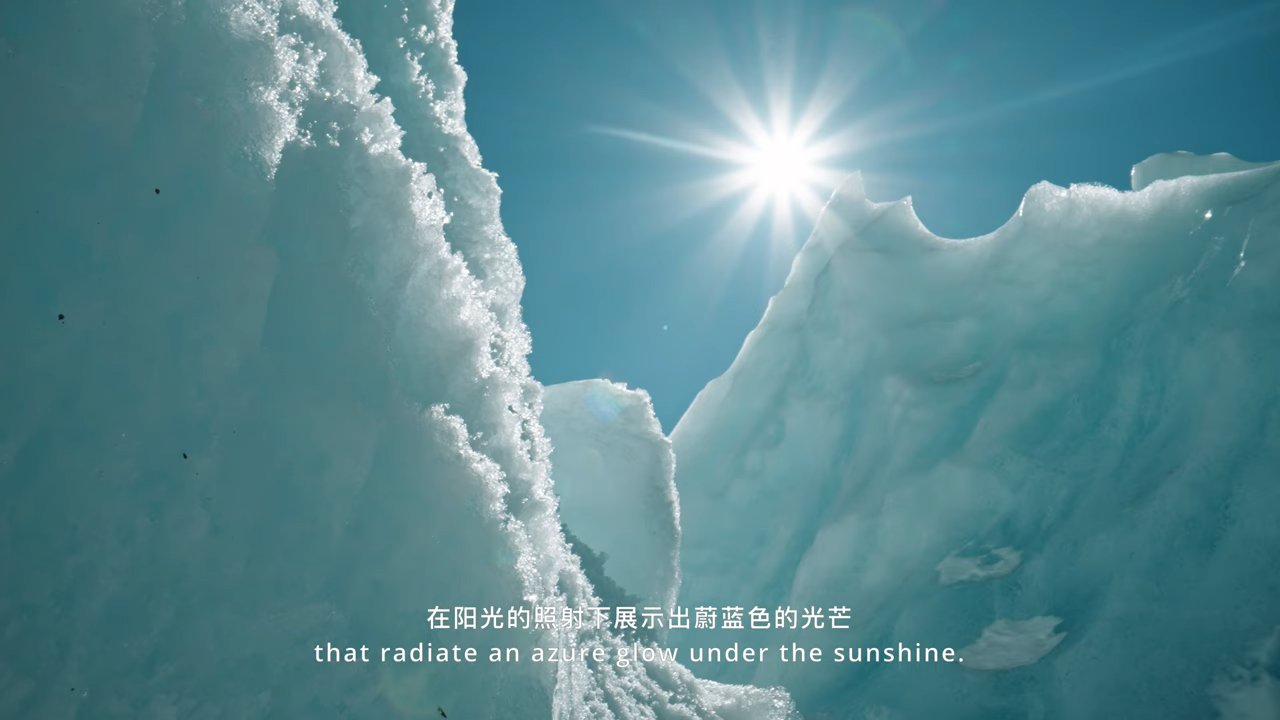 在阳光的照射下展示出蔚蓝色的光芒
that radiate an azure glow under the sunshine.